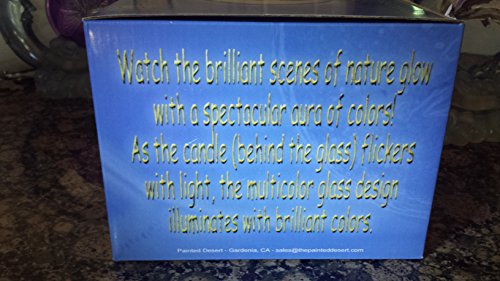 Watch the brilliant scenes of nature glow
with a spectacular aura of colors!
As the candle (behind the glass) flickers
with light, the multicolor glass design
illuminates with brilliant colors.
Painted Desert - Gardenia, CA - sales@thepainteddesert.com